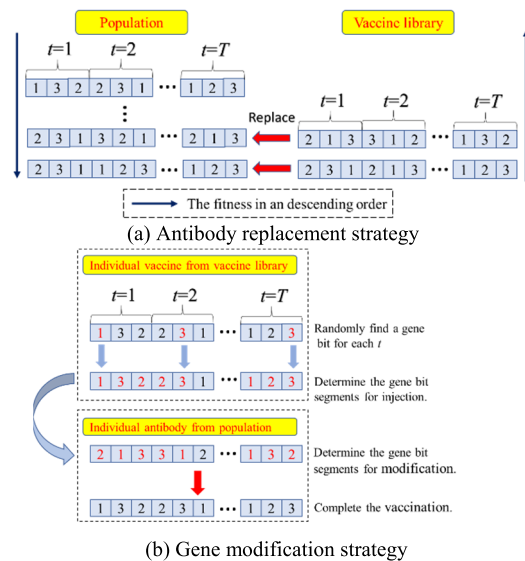 Population
Vaccine library
t=1 t=2 t=T
1 3 2 2 3 1 ··· 1 2 3
t=1 t=2 t=T
Replace
2 3 1 3 2 1 ··· 2 1 3
2 1 3 3 1 2 ··· 1 3 2
2 3 1 1 2 3 ··· 1 2 3
2 3 1 2 1 3 ··· 1 2 3
The fitness in an descending order
(a) Antibody replacement strategy
Individual vaccine from vaccine library
t=1 t=2 t=T
1 3 2 2 3 1 ··· 1 2 3
Randomly find a gene
bit for each t
1 3 2 2 3 1 ··· 1 2 3
Determine the gene bit
segments for injection.
Individual antibody from population
2 1 3 3 1 2 ··· 1 3 2
Determine the gene bit
segments for modification.
1 3 2 2 3 1 ··· 1 2 3
Complete the vaccination.
(b) Gene modification strategy